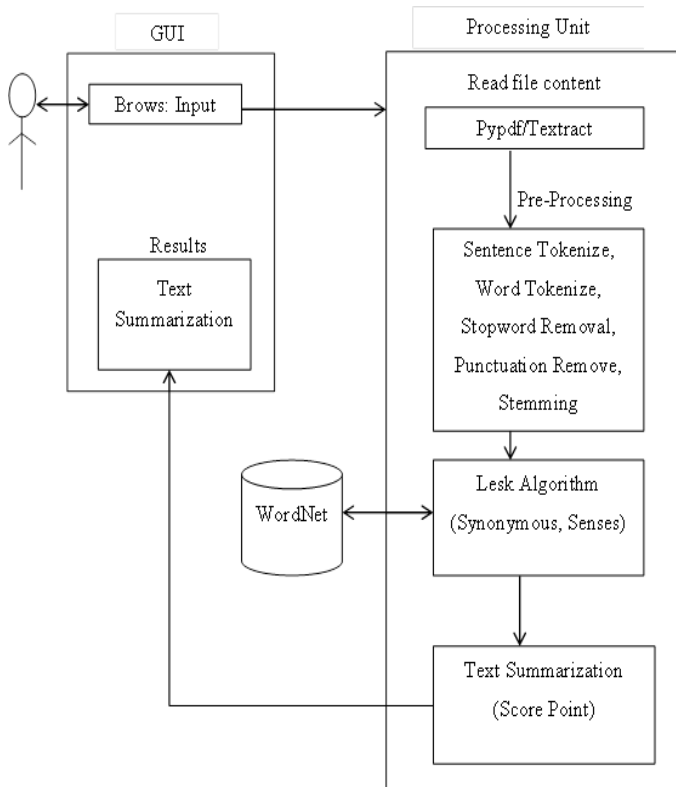 GUI
Brows: Input
Results
Text
Summarization
Processing Unit
Read file content
Pypdf/Textract
Pre-Processing
Sentence Tokenize,
Word Tokenize,
Stopword Removal,
Punctuation Remove,
Stemming
WordNet
Lesk Algorithm
(Synonymous, Senses)
Text Summarization
(Score Point)